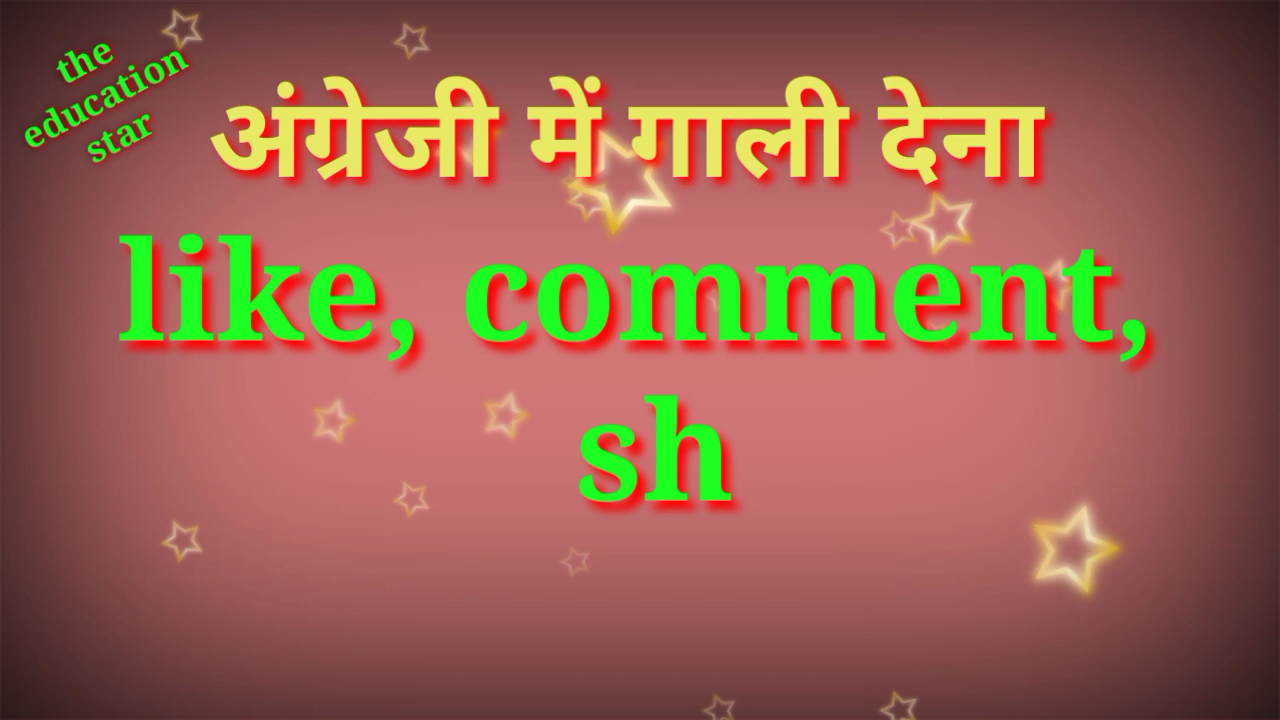 the
education
star
अंग्रेजी में गाली देना
like, comment,
sh